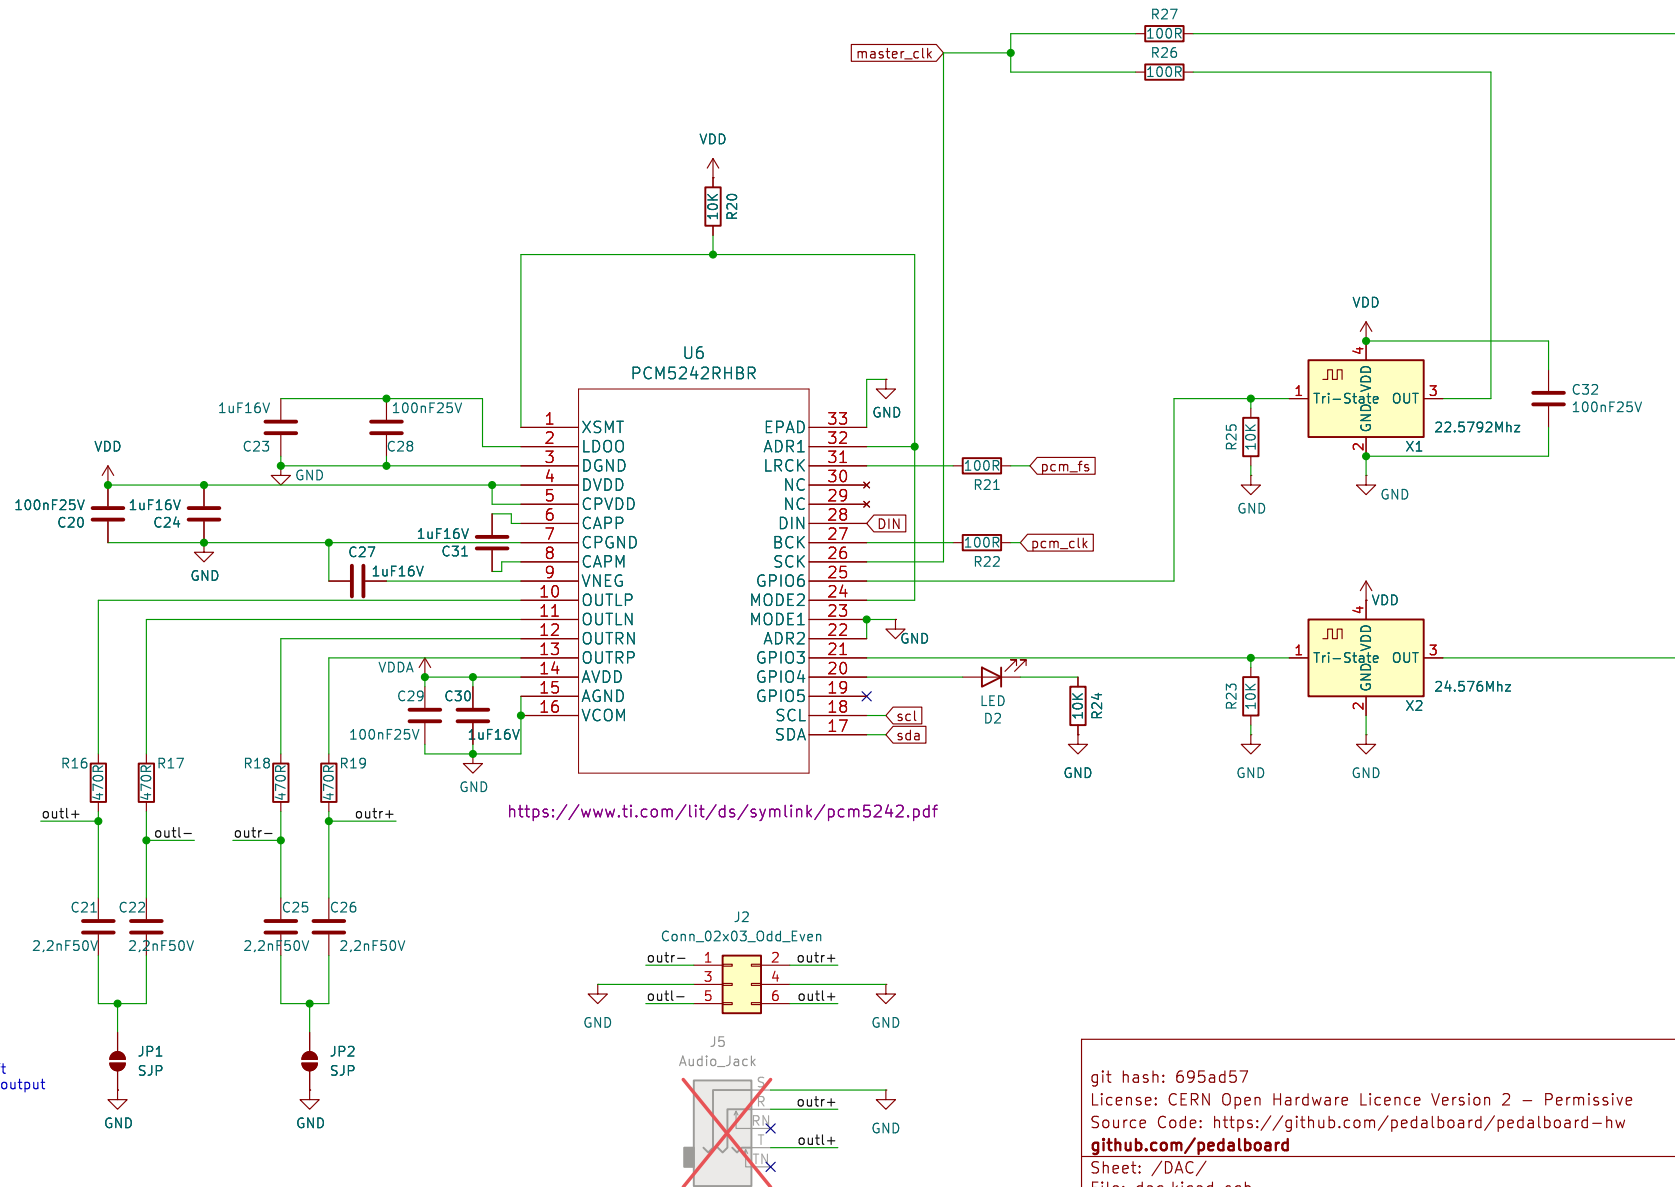 R27
100R
master_clk
R26
100R
VDD
10K
R20
VDD
4
VDD
1
Tri-State
OUT
3
GND
2
22.5792Mhz
X1
C32
100nF25V
R25
10K
GND
GND
U6
PCM5242RHBR
1 XSMT
2 LDOO
3 DGND
4 DVDD
5 CPVDD
6 CAPP
7 CPGND
8 CAPM
9 VNEG
10 OUTLP
11 OUTLN
12 OUTRN
13 OUTRP
14 AVDD
15 AGND
16 VCOM
EPAD 33
ADR1 32
LRCK 31
NC 30
NC 29
DIN 28
BCK 27
SCK 26
GPIO6 25
MODE2 24
MODE1 23
ADR2 22
GPIO3 21
GPIO4 20
GPIO5 19
SCL 18
SDA 17
GND
100R
R21
pcm_fs
DIN
100R
R22
pcm_clk
GND
LED
D2
10K
R24
GND
scl
sda
1uF16V
C23
100nF25V
C28
GND
VDD
100nF25V
C20
1uF16V
C24
GND
C27
1uF16V
1uF16V
C31
VDDA
C29
100nF25V
C30
1uF16V
GND
VDD
4
VDD
1
Tri-State
OUT
3
GND
2
24.576Mhz
X2
R23
10K
GND
GND
R16
470R
R17
470R
R18
470R
R19
470R
outl+
outl-
outr-
outr+
C21
2,2nF50V
C22
2,2nF50V
C25
2,2nF50V
C26
2,2nF50V
JP1
SJP
GND
JP2
SJP
GND
output
https://www.ti.com/lit/ds/symlink/pcm5242.pdf
J2
Conn_02x03_Odd_Even
outr- 1 2 outr+
3 4
outl- 5 6 outl+
GND
GND
J5
Audio_Jack
S
R outr+
RN
T outl+
TN
GND
git hash: 695ad57
License: CERN Open Hardware Licence Version 2 - Permissive
Source Code: https://github.com/pedalboard/pedalboard-hw
github.com/pedalboard
Sheet: /DAC/